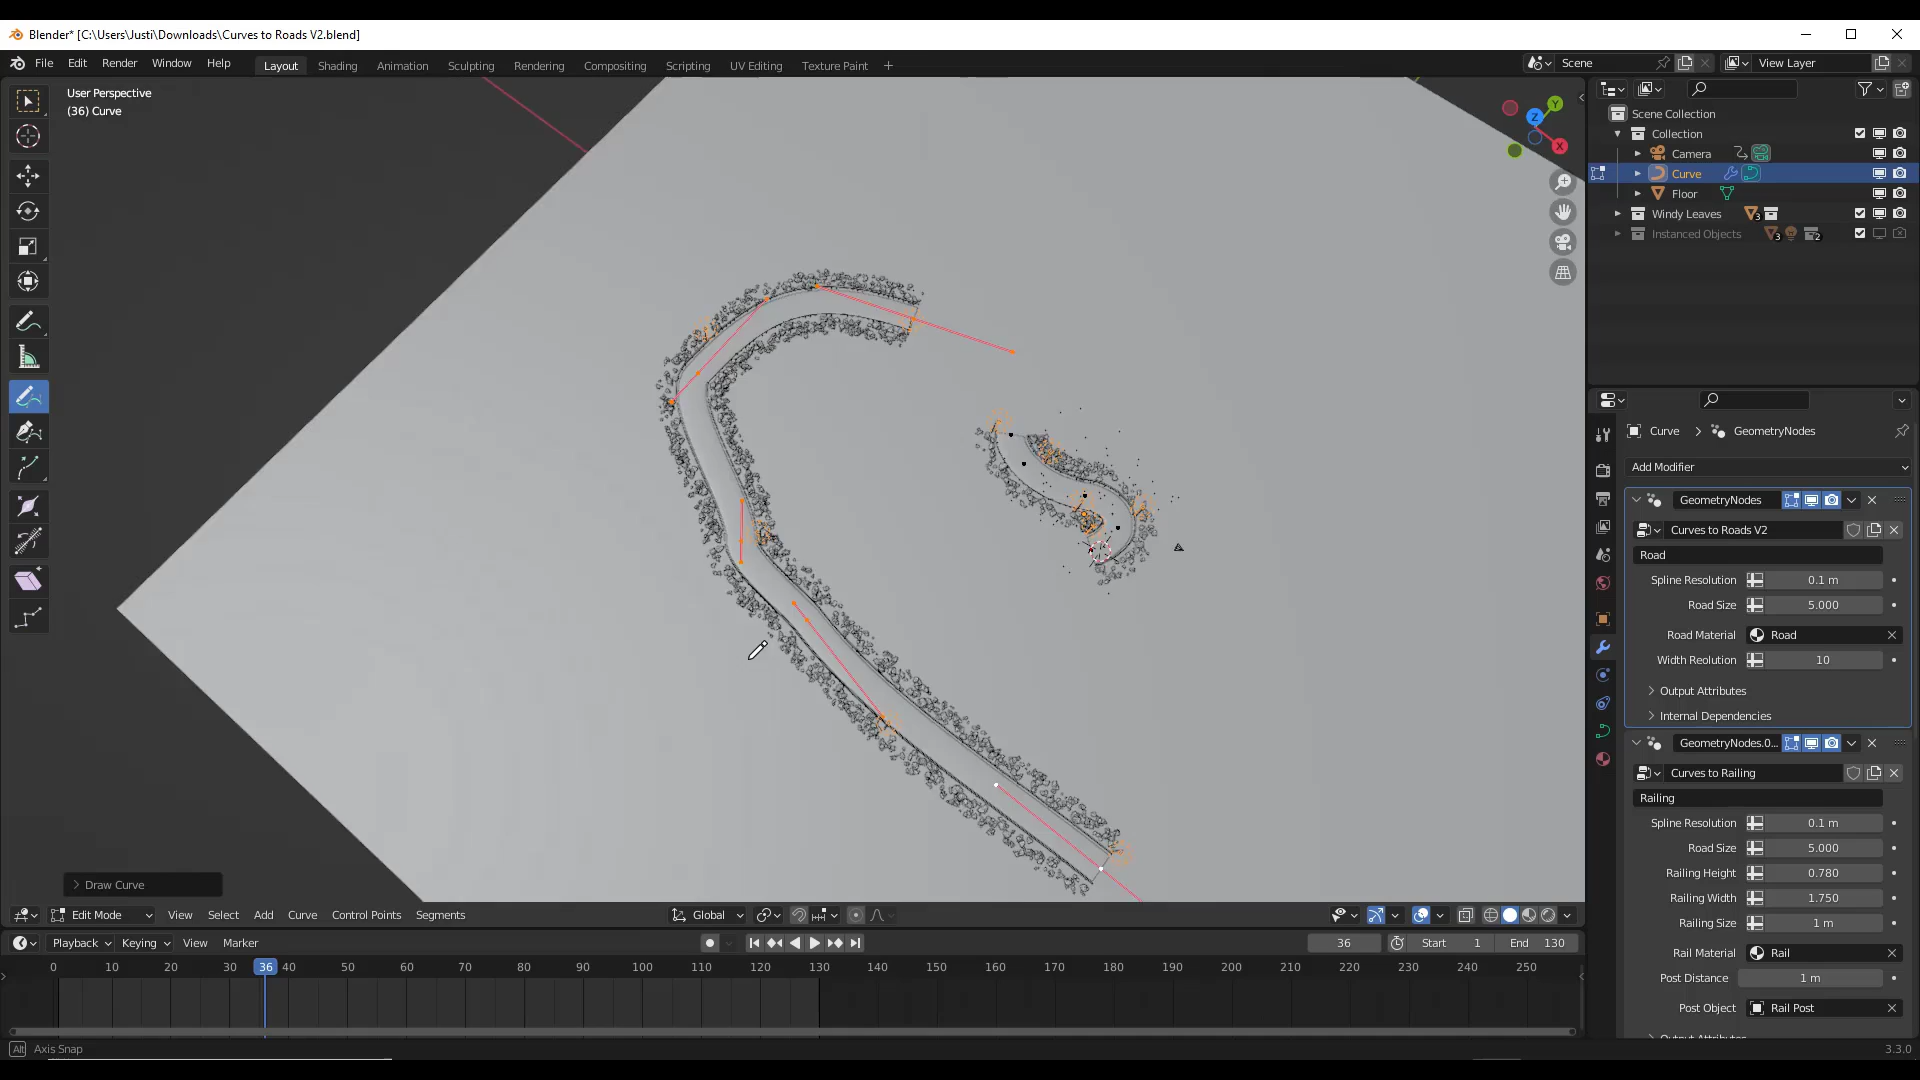 Blender* [C:\Users\Justi\Downloads\Curves to Roads V2.blend]
File Edit Render Window Help
Layout Shading Animation Compositing Sculpting Rendering Compositing Scripting UV Editing Texture Paint +
Scene
View Layer
User Perspective
(36) Curve
Z
Y
X
Scene Collection
Collection
Camera
Curve
Floor
Windy Leaves 3
Instanced Objects 3 2
Curve > GeometryNodes
Add Modifier
GeometryNodes
Curves to Roads V2
Road
Spline Resolution 0.1 m
Road Size 5.000
Road Material Road
Width Reolution 10
Output Attributes
Internal Dependencies
GeometryNodes.0...
Curves to Railing
Railing
Spline Resolution 0.1 m
Road Size 5.000
Railing Height 0.780
Railing Width 1.750
Railing Size 1 m
Rail Material Rail
Post Distance 1 m
Post Object Rail Post
Output Attributes
Draw Curve
Edit Mode View Select Add Curve Control Points Segments
Global
Playback Keying View Marker
36 Start 1 End 130
0 10 20 30 36 40 50 60 70 80 90 100 110 120 130 140 150 160 170 180 190 200 210 220 230 240 250
Alt Axis Snap
3.3.0